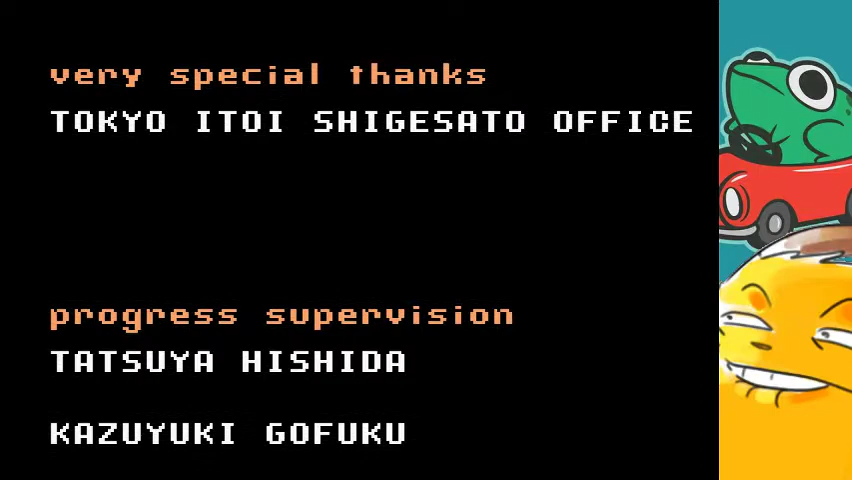 very special thanks
TOKYO ITOI SHIGESATO OFFICE
progress supervision
TATSUYA HISHIDA
KAZUYUKI GOFUKU